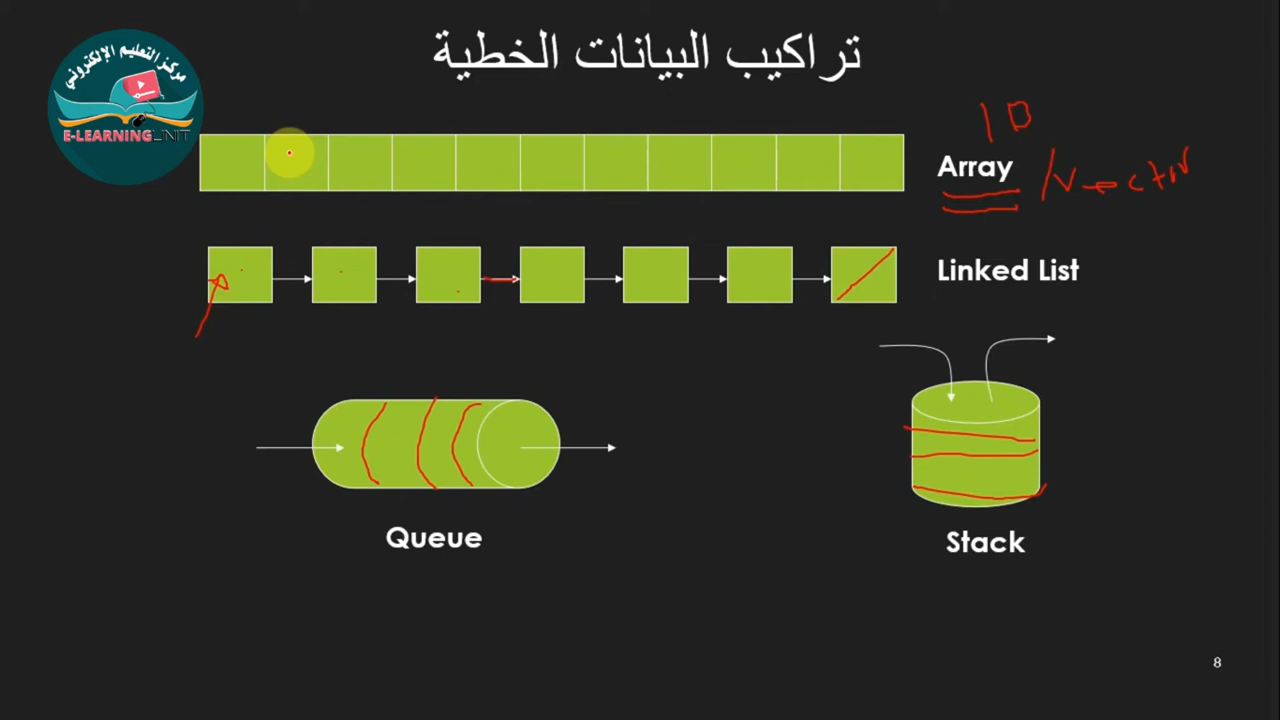 تراكيب البيانات الخطية
مركز التعليم الإلكتروني
E-LEARNING UNIT
1D
Array /Vector
Linked List
Queue
Stack
8